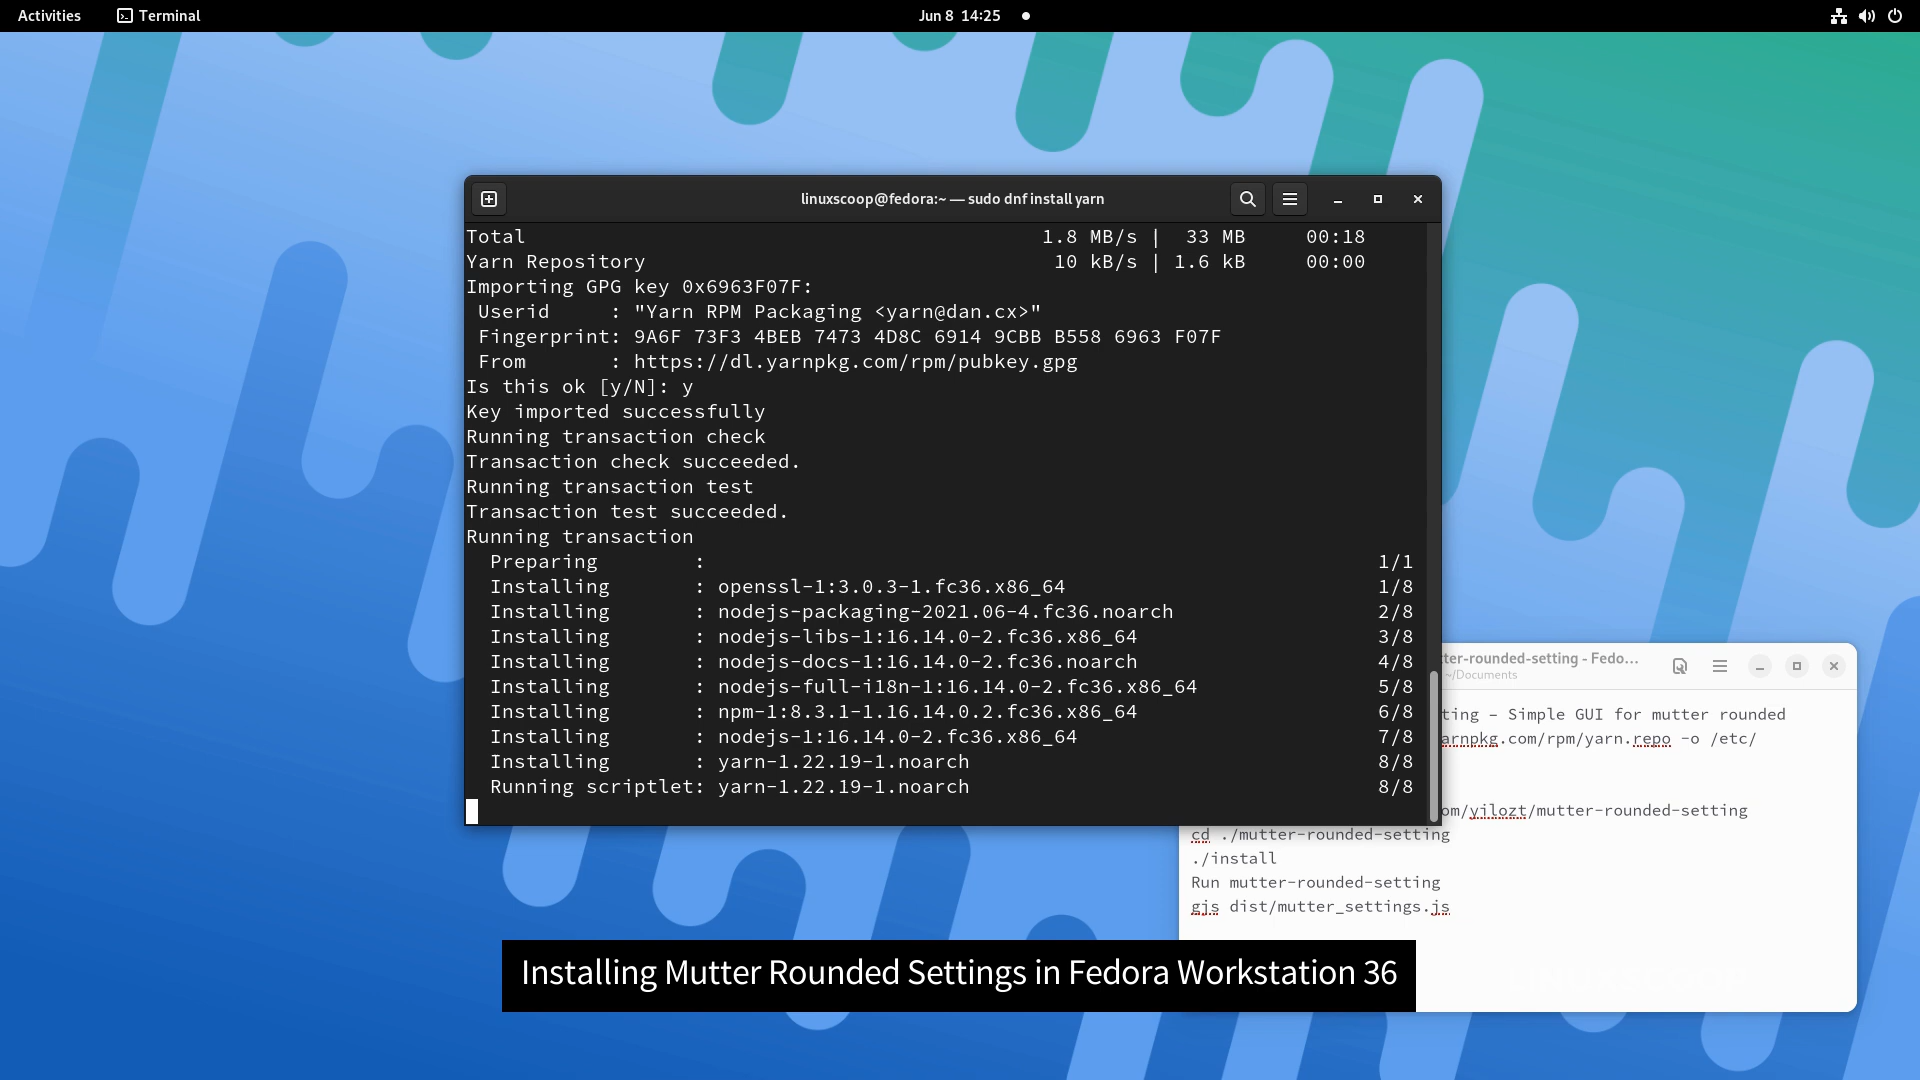 Activities
Terminal
Jun 8 14:25
linuxscoop@fedora:~ — sudo dnf install yarn
Total 1.8 MB/s | 33 MB 00:18
Yarn Repository 10 kB/s | 1.6 kB 00:00
Importing GPG key 0x6963F07F:
Userid : "Yarn RPM Packaging <yarn@dan.cx>"
Fingerprint: 9A6F 73F3 4BEB 7473 4D8C 6914 9CBB B558 6963 F07F
From : https://dl.yarnpkg.com/rpm/pubkey.gpg
Is this ok [y/N]: y
Key imported successfully
Running transaction check
Transaction check succeeded.
Running transaction test
Transaction test succeeded.
Running transaction
Preparing : 1/1
Installing : openssl-1:3.0.3-1.fc36.x86_64 1/8
Installing : nodejs-packaging-2021.06-4.fc36.noarch 2/8
Installing : nodejs-libs-1:16.14.0-2.fc36.x86_64 3/8
Installing : nodejs-docs-1:16.14.0-2.fc36.noarch 4/8
Installing : nodejs-full-i18n-1:16.14.0-2.fc36.x86_64 5/8
Installing : npm-1:8.3.1-1.16.14.0.2.fc36.x86_64 6/8
Installing : nodejs-1:16.14.0-2.fc36.x86_64 7/8
Installing : yarn-1.22.19-1.noarch 8/8
Running scriptlet: yarn-1.22.19-1.noarch 8/8
ter-rounded-setting - Fedo...
~/Documents
ting – Simple GUI for mutter rounded
arnpkg.com/rpm/yarn.repo -o /etc/
om/yilozt/mutter-rounded-setting
cd ./mutter-rounded-setting
./install
Run mutter-rounded-setting
gjs dist/mutter_settings.js
Installing Mutter Rounded Settings in Fedora Workstation 36